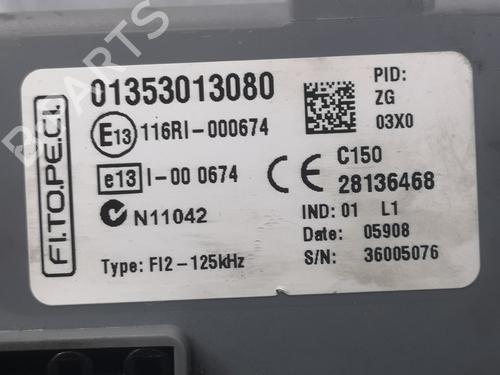 B-PARTS
FI.TO.PE.CI.
01353013080
PID:
ZG
03X0
E13 116RI-000674
e13 I-00 0674
N11042
CE C150
28136468
IND: 01 L1
Date: 05908
Type: FI2-125kHz
S/N: 36005076